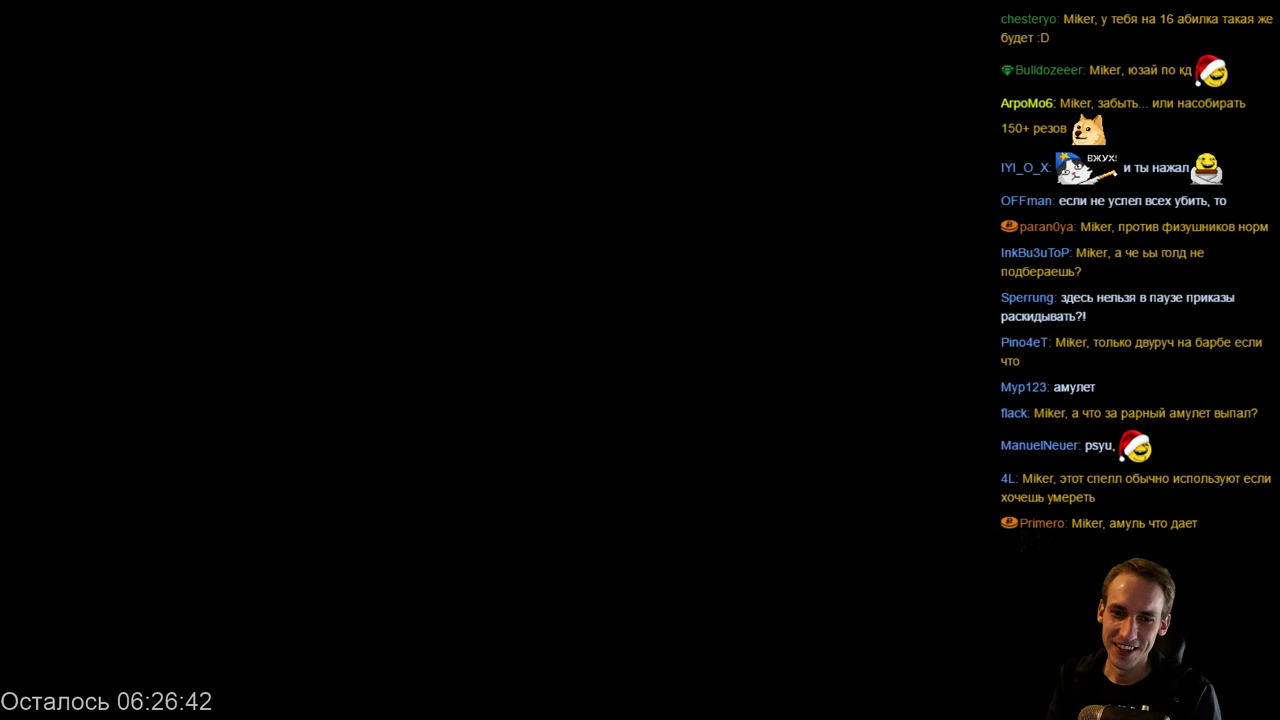 chesteryo: Miker, у тебя на 16 абилка такая же
будет :D
Bulldozeeer: Miker, юзай по кд
ArpoMo6: Miker, забыть... или насобирать
150+ резов
IYI_O_X: ВЖУХ! и ты нажал
OFFman: если не успел всех убить, то
paran0ya: Miker, против физушников норм
InkBu3uToP: Miker, а че ьы голд не
подбераешь?
Sperrung: здесь нельзя в паузе приказы
раскидывать?!
Pino4eT: Miker, только двуруч на барбе если
что
Myp123: амулет
flack: Miker, а что за рарный амулет выпал?
ManuelNeuer: psyu,
4L: Miker, этот спелл обычно используют если
хочешь умереть
Primero: Miker, амуль что дает
Осталось 06:26:42